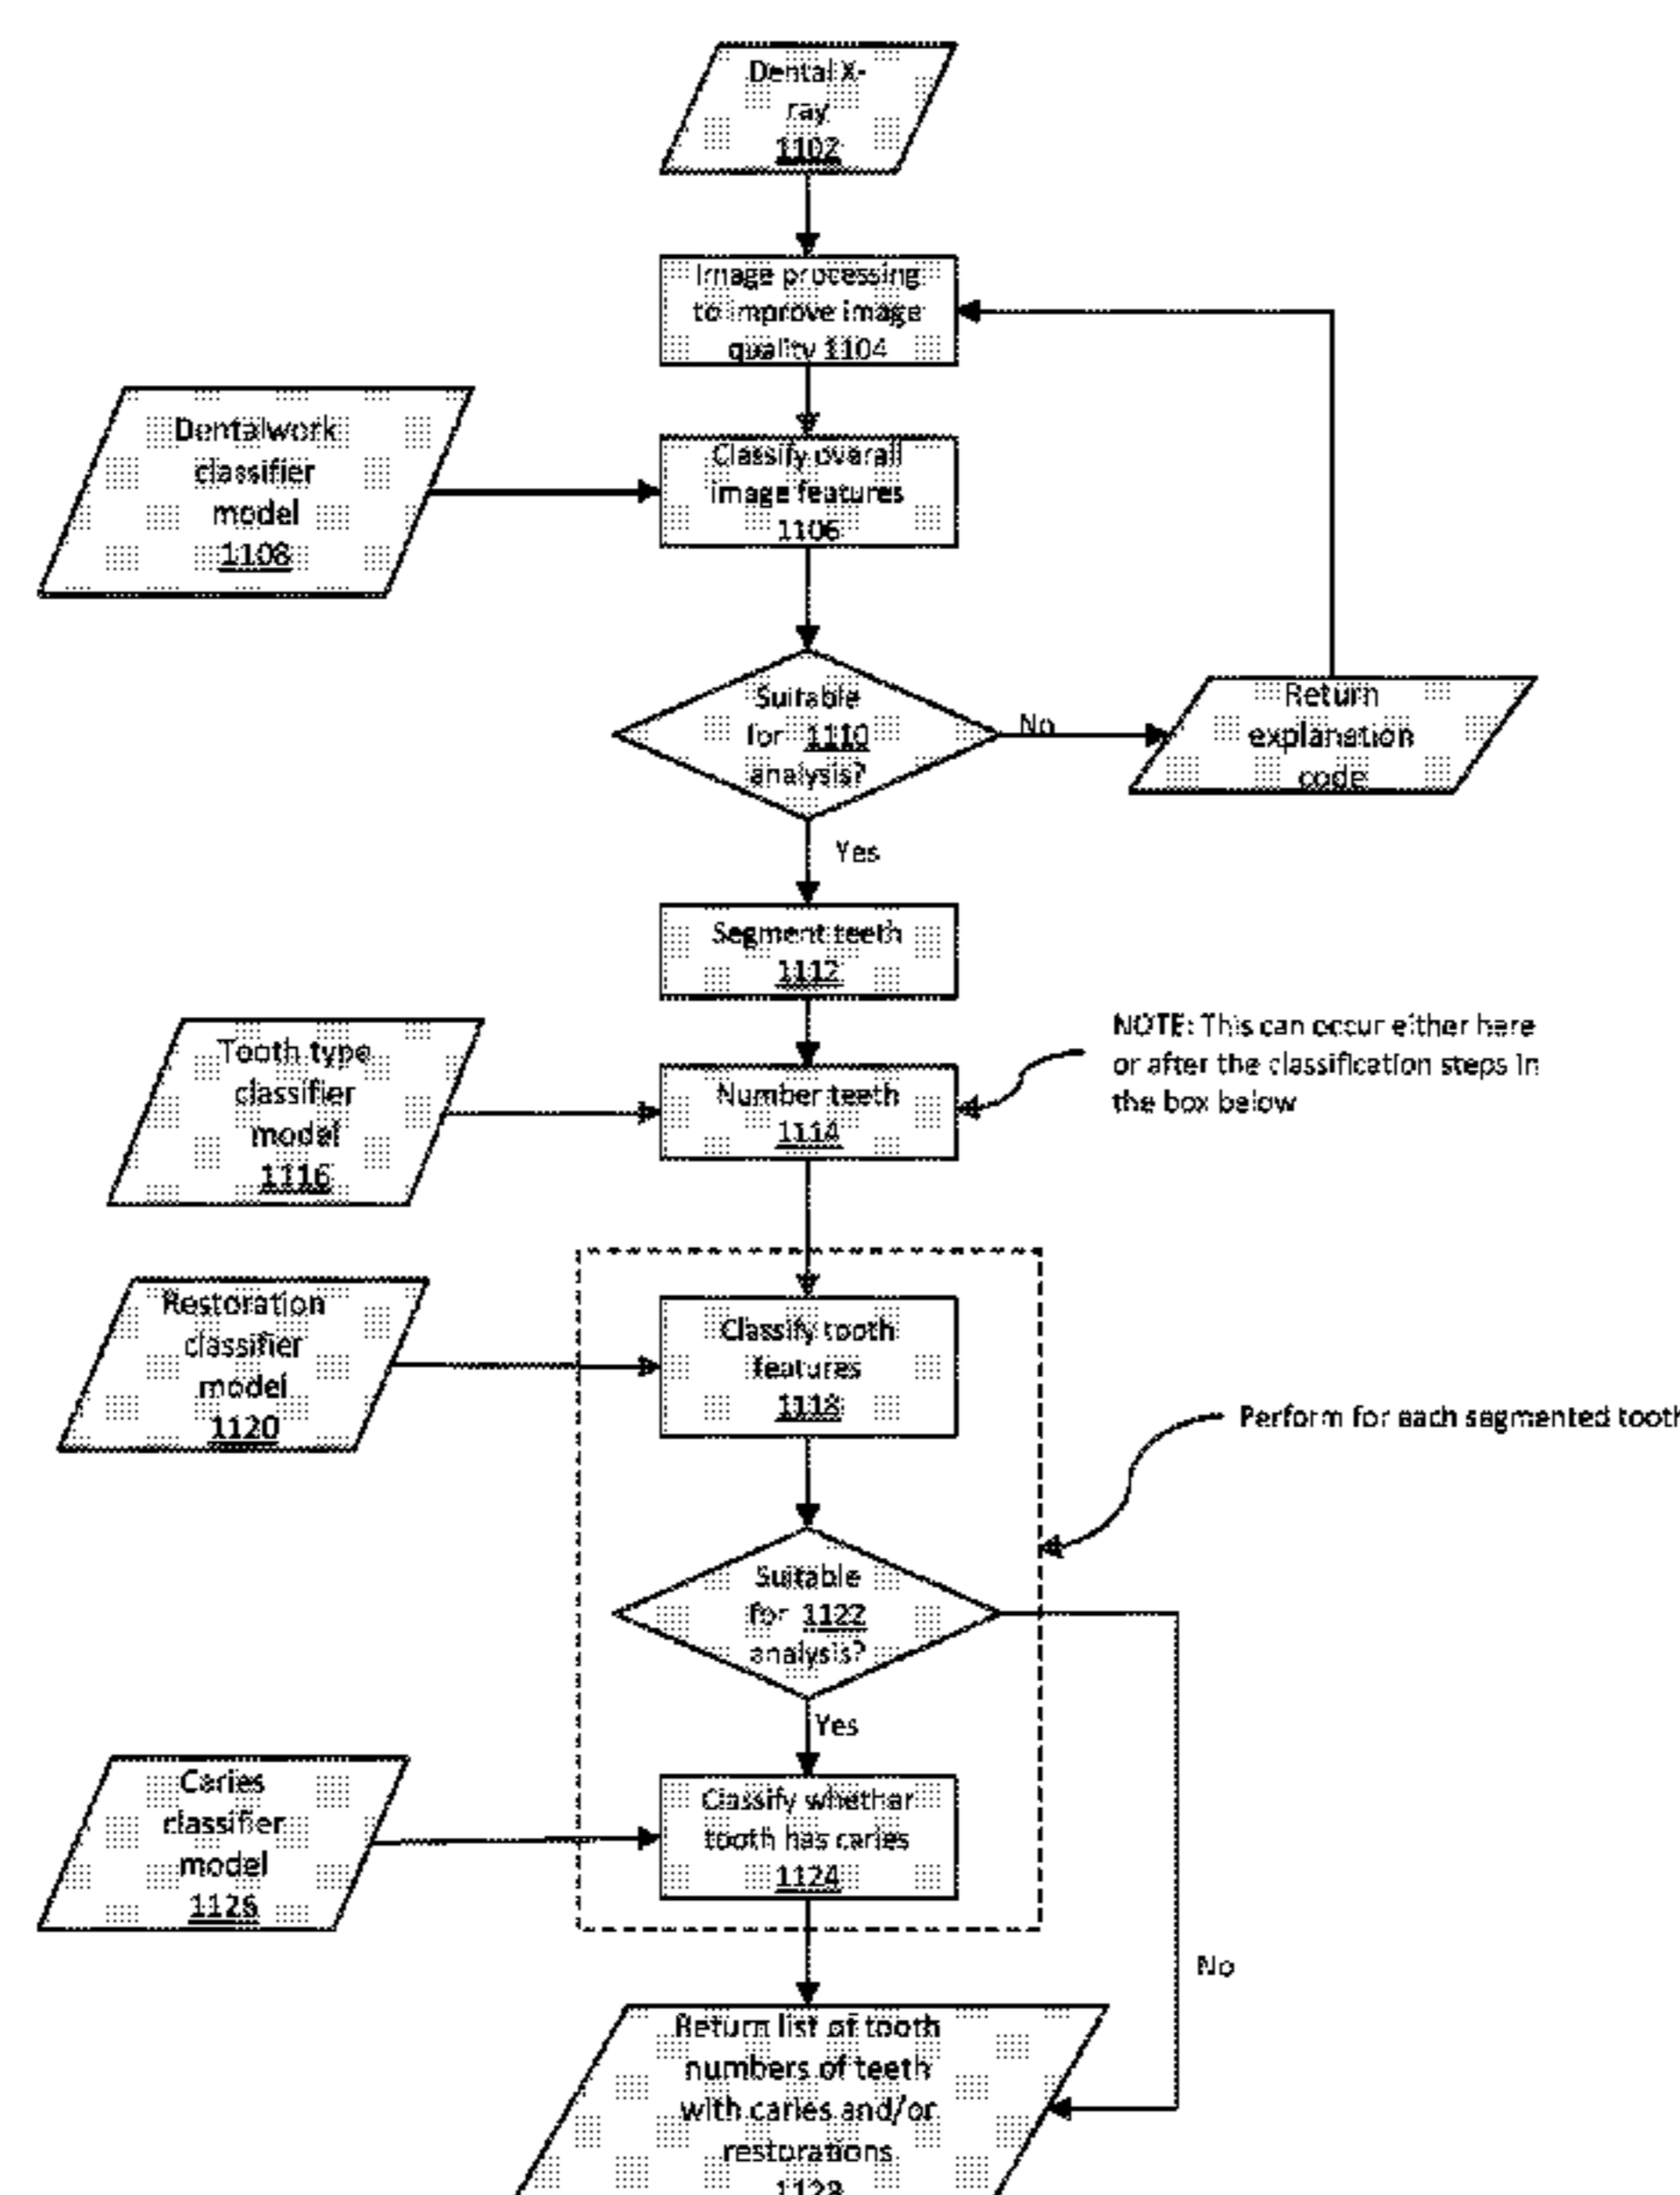 Dental X-
ray
1102
Image processing
to improve image
quality 1104
Dentalwork
classifier
model
1108
Classify overall
image features
1106
Suitable
for 1110
analysis?
No
Return
explanation
code
Yes
Segment teeth
1112
NOTE: This can occur either here
or after the classification steps in
the box below
Tooth type
classifier
model
1116
Number teeth
1114
Restoration
classifier
model
1120
Classify tooth
features
1118
Perform for each segmented tooth
Suitable
for 1122
analysis?
Yes
Caries
classifier
model
1126
Classify whether
tooth has caries
1124
No
Return list of tooth
numbers of teeth
with caries and/or
restorations
1128